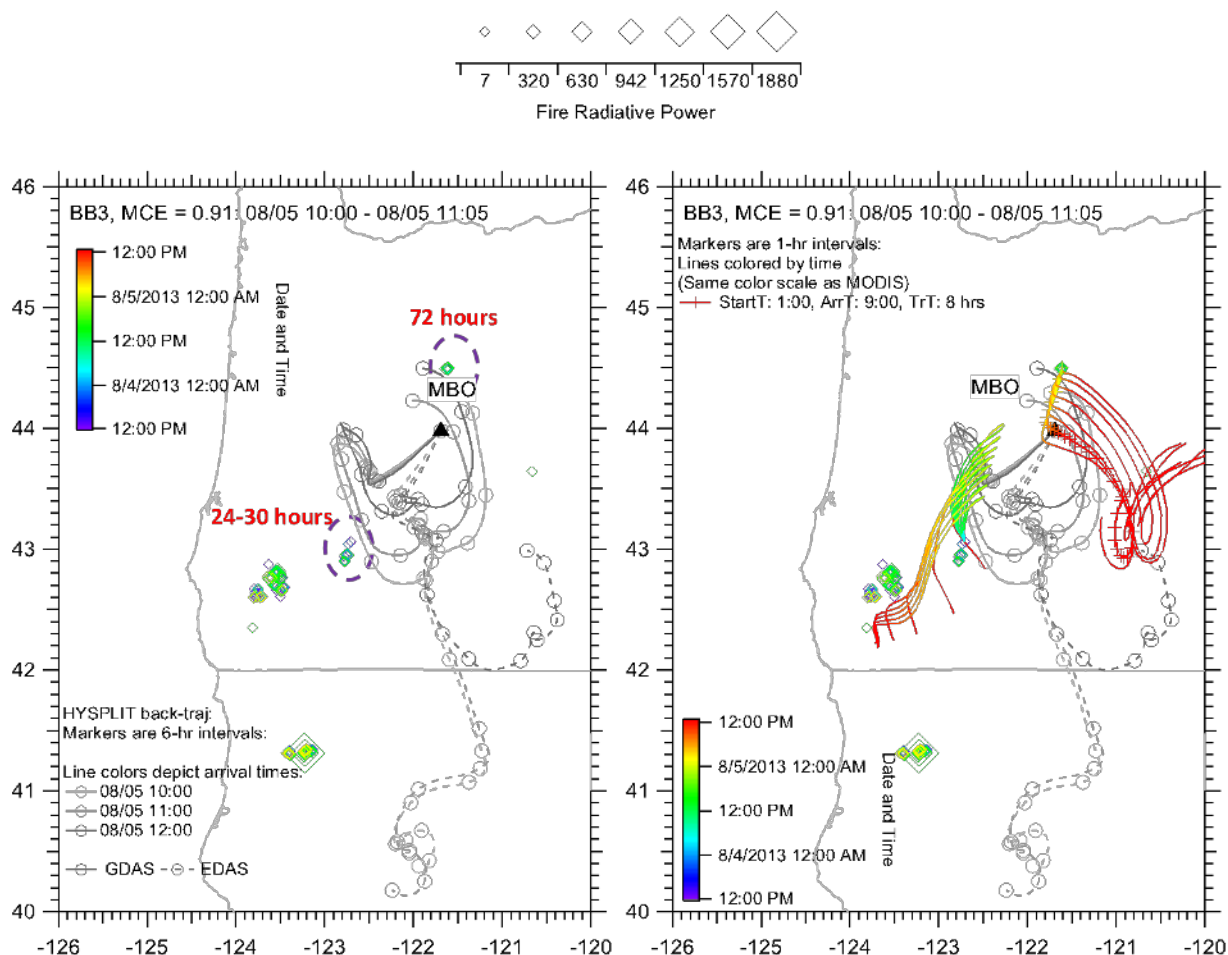 7 320 630 942 1250 1570 1880
Fire Radiative Power
BB3, MCE = 0.91: 08/05 10:00 - 08/05 11:05
12:00 PM
8/5/2013 12:00 AM
12:00 PM
8/4/2013 12:00 AM
12:00 PM
Date and Time
72 hours
MBO
24-30 hours
HYSPLIT back-traj:
Markers are 6-hr intervals:
Line colors depict arrival times:
08/05 10:00
08/05 11:00
08/05 12:00
GDAS EDAS
46
45
44
43
42
41
40
-126 -125 -124 -123 -122 -121 -120
BB3, MCE = 0.91: 08/05 10:00 - 08/05 11:05
Markers are 1-hr intervals:
Lines colored by time
(Same color scale as MODIS)
StartT: 1:00, ArrT: 9:00, TrT: 8 hrs
MBO
12:00 PM
8/5/2013 12:00 AM
12:00 PM
8/4/2013 12:00 AM
12:00 PM
Date and Time
46
45
44
43
42
41
40
-126 -125 -124 -123 -122 -121 -120